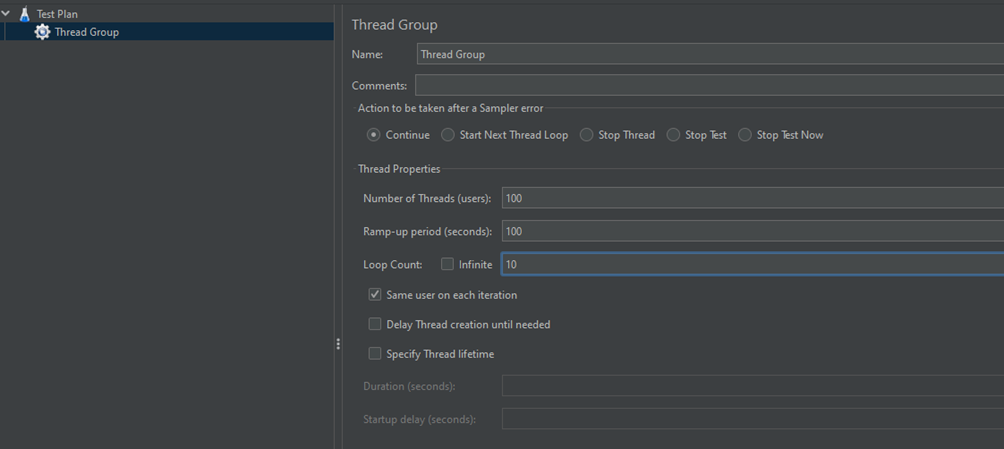 Test Plan
Thread Group
Thread Group
Name: Thread Group
Comments:
Action to be taken after a Sampler error
Continue Start Next Thread Loop Stop Thread Stop Test Stop Test Now
Thread Properties
Number of Threads (users): 100
Ramp-up period (seconds): 100
Loop Count: Infinite 10
Same user on each iteration
Delay Thread creation until needed
Specify Thread lifetime
Duration (seconds):
Startup delay (seconds):